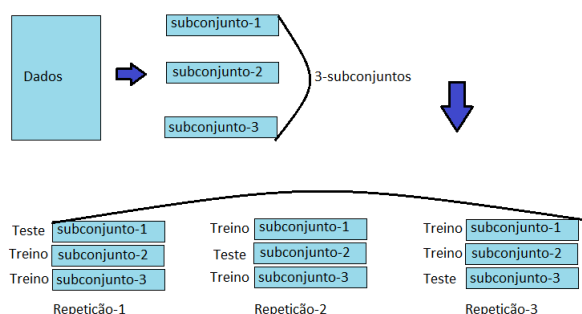 Dados
subconjunto-1
subconjunto-2
subconjunto-3
3-subconjuntos
Teste subconjunto-1
Treino subconjunto-2
Treino subconjunto-3
Repetição-1
Treino subconjunto-1
Teste subconjunto-2
Treino subconjunto-3
Repetição-2
Treino subconjunto-1
Treino subconjunto-2
Teste subconjunto-3
Repetição-3